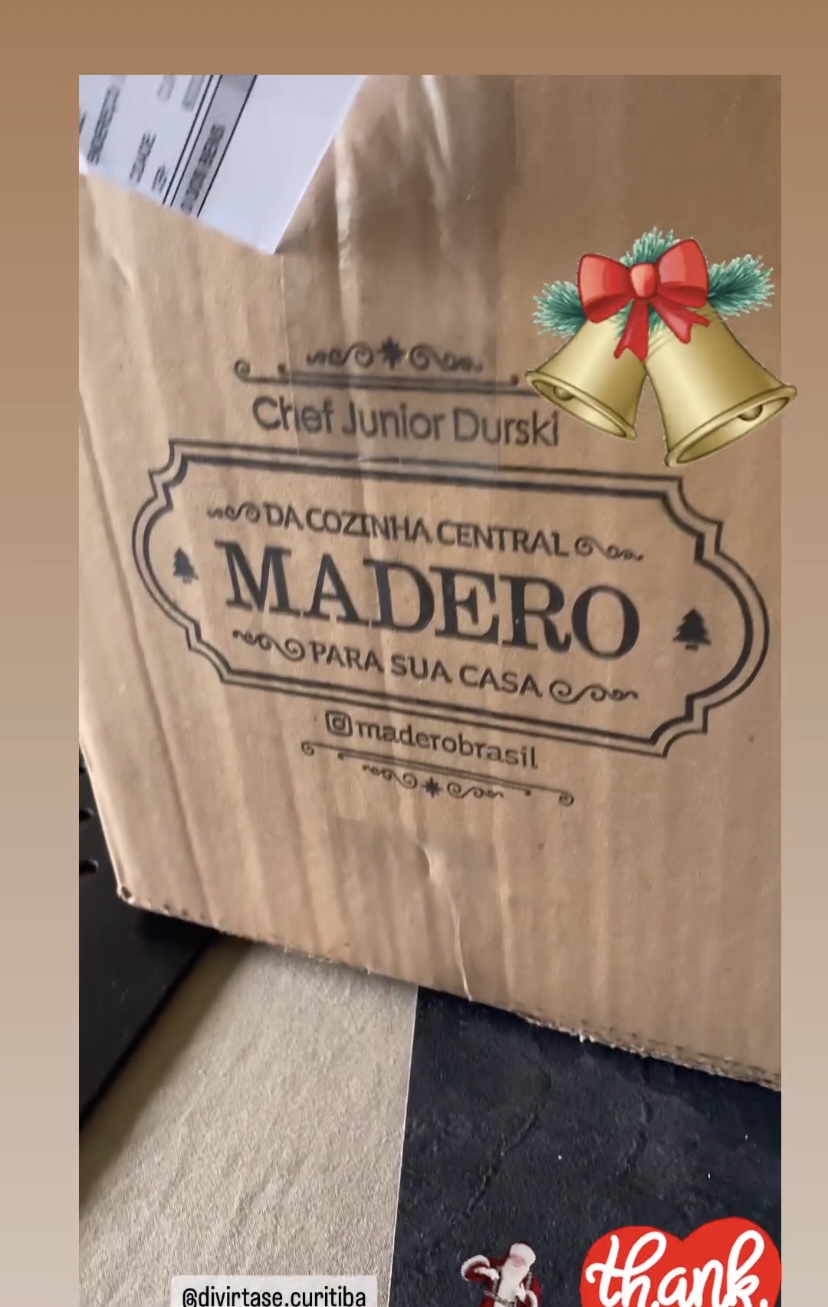 Chef Junior Durski
DA COZINHA CENTRAL
MADERO
PARA SUA CASA
@maderobrasil
@divirtase.curitiba
thank